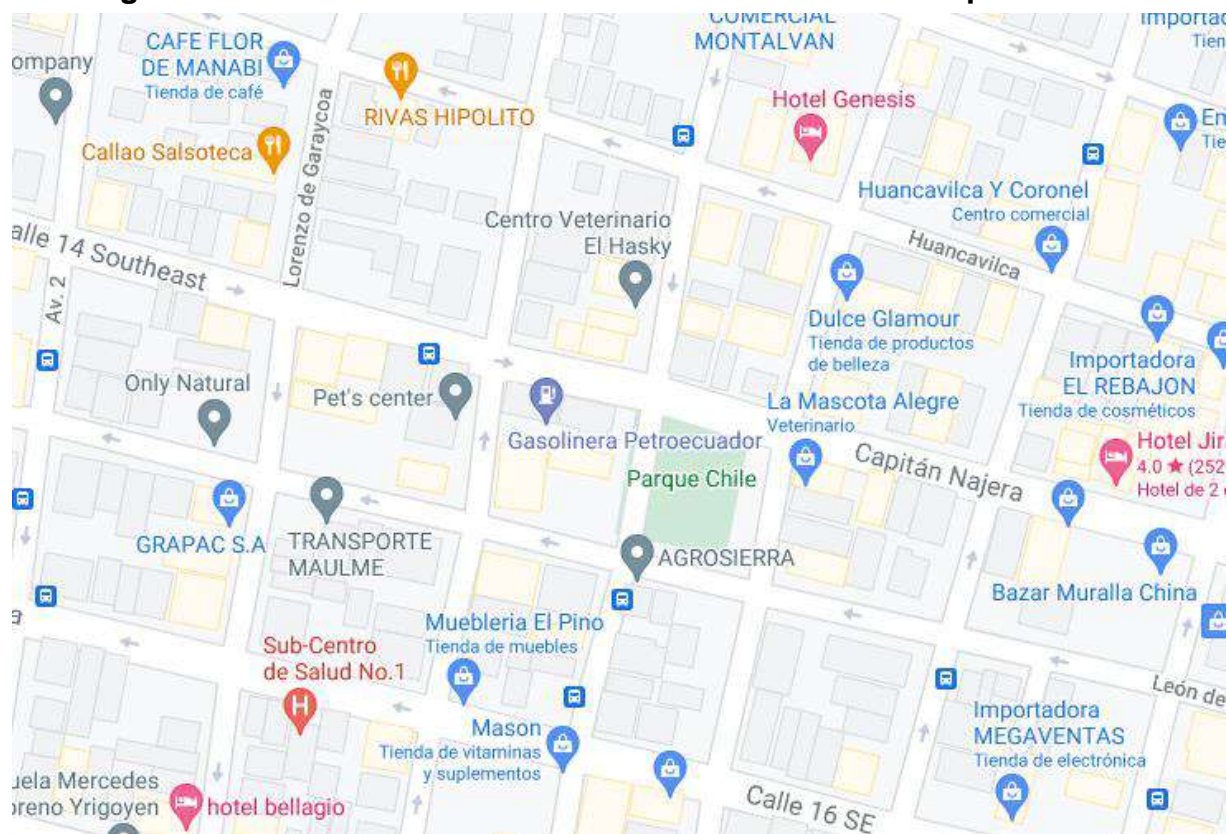 COMERCIAL
MONTALVAN
CAFE FLOR
DE MANABI
Tienda de café
ompany
RIVAS HIPOLITO
Callao Salsoteca
Lorenzo de Garaycoa
Hotel Genesis
Huancavilca Y Coronel
Centro comercial
Huancavilca
Centro Veterinario
El Hasky
alle 14 Southeast
Av. 2
Dulce Glamour
Tienda de productos
de belleza
Importadora
EL REBAJON
Tienda de cosméticos
Only Natural
Pet's center
La Mascota Alegre
Veterinario
Gasolinera Petroecuador
Parque Chile
Capitán Najera
Hotel Jir
4.0 ★ (252
Hotel de 2
GRAPAC S.A
TRANSPORTE
MAULME
AGROSIERRA
Bazar Muralla China
Muebleria El Pino
Tienda de muebles
Sub-Centro
de Salud No.1
H
León de
Mason
Tienda de vitaminas
y suplementos
Importadora
MEGAVENTAS
Tienda de electrónica
uela Mercedes
oreno Yrigoyen
hotel bellagio
Calle 16 SE